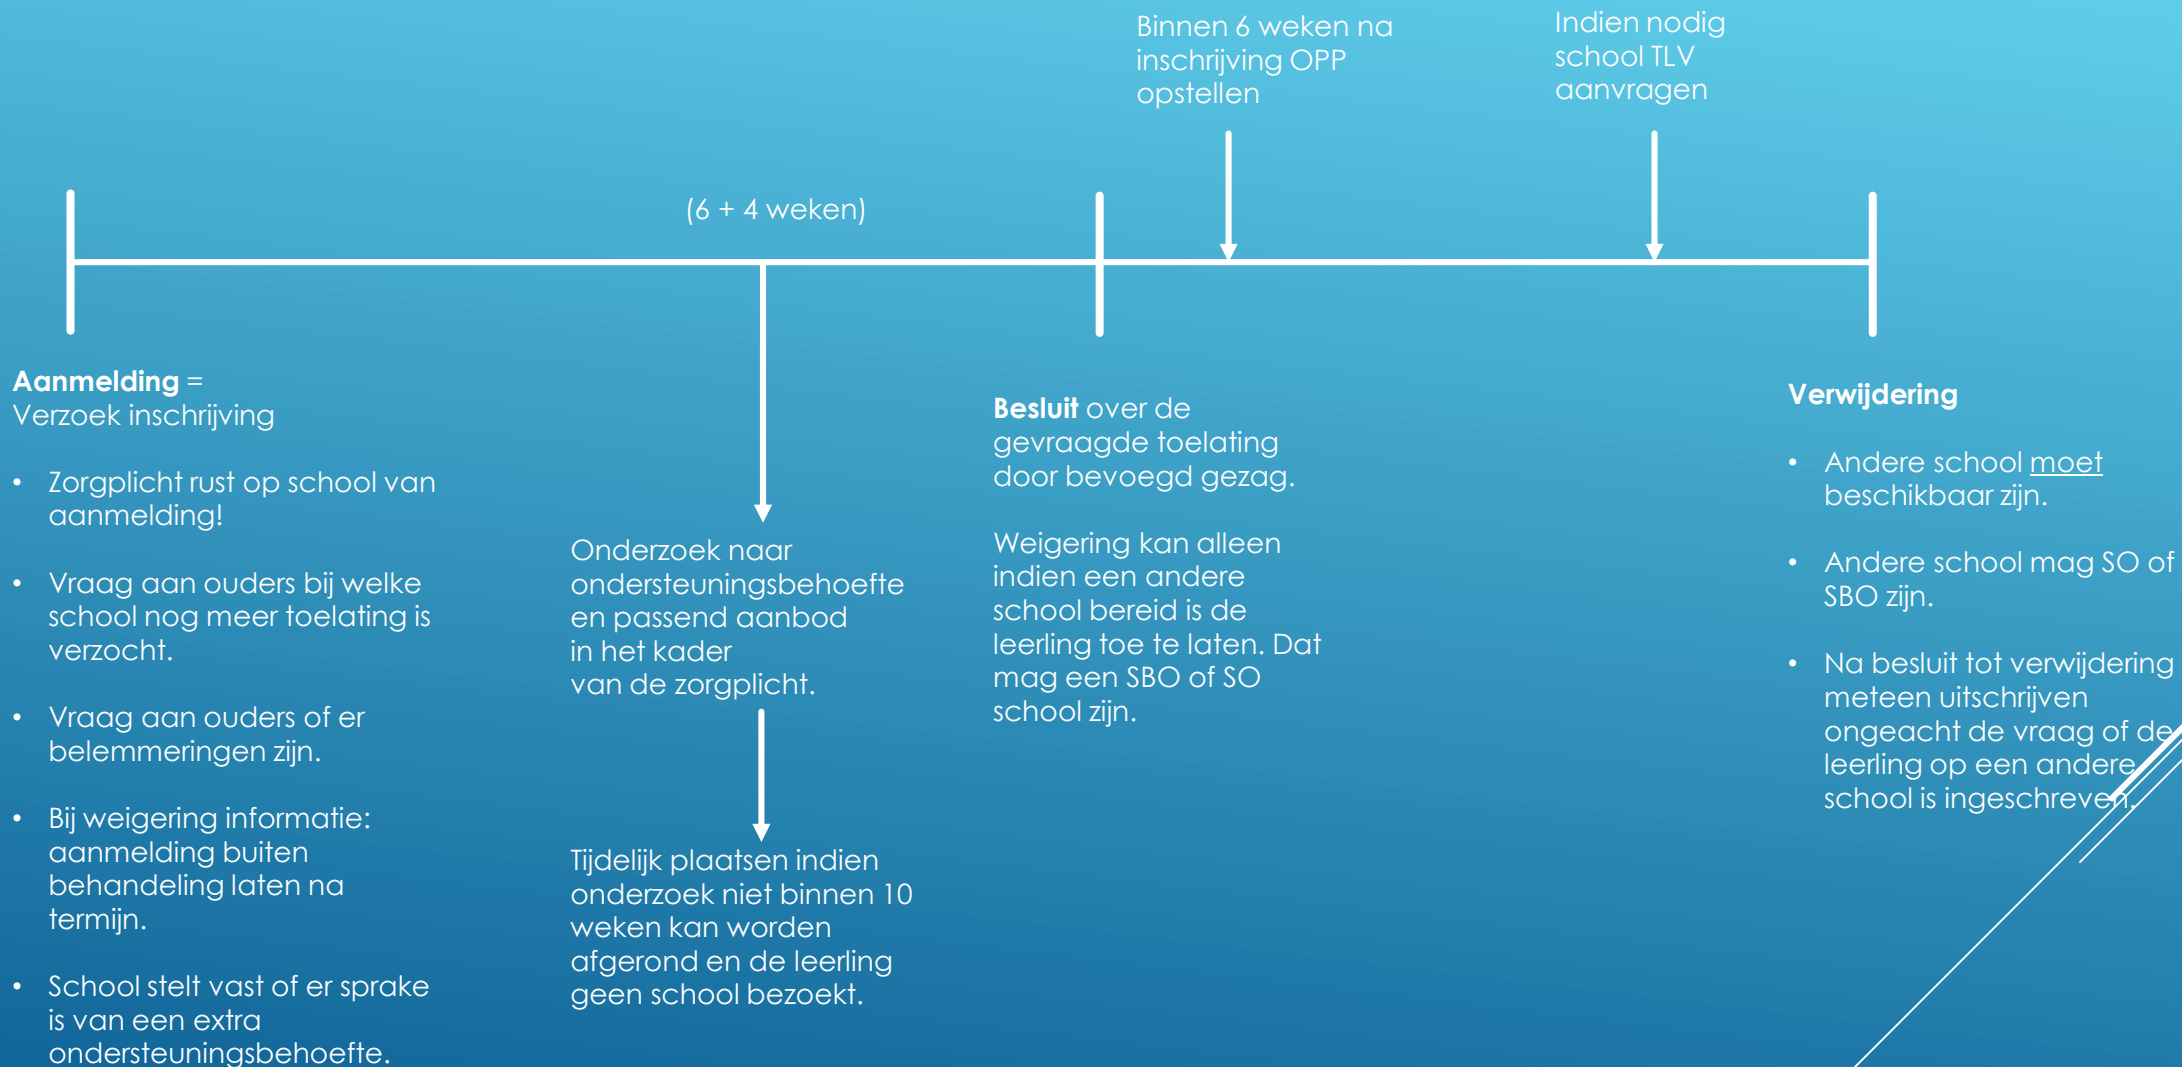 Binnen 6 weken na
inschrijving OPP
opstellen
Indien nodig
school TLV
aanvragen
(6 + 4 weken)
Aanmelding =
Verzoek inschrijving
• Zorgplicht rust op school van
aanmelding!
• Vraag aan ouders bij welke
school nog meer toelating is
verzocht.
• Vraag aan ouders of er
belemmeringen zijn.
• Bij weigering informatie:
aanmelding buiten
behandeling laten na
termijn.
• School stelt vast of er sprake
is van een extra
ondersteuningsbehoefte.
Onderzoek naar
ondersteuningsbehoefte
en passend aanbod
in het kader
van de zorgplicht.
Tijdelijk plaatsen indien
onderzoek niet binnen 10
weken kan worden
afgerond en de leerling
geen school bezoekt.
Besluit over de
gevraagde toelating
door bevoegd gezag.
Weigering kan alleen
indien een andere
school bereid is de
leerling toe te laten. Dat
mag een SBO of SO
school zijn.
Verwijdering
• Andere school moet
beschikbaar zijn.
• Andere school mag SO of
SBO zijn.
• Na besluit tot verwijdering
meteen uitschrijven
ongeacht de vraag of de
leerling op een andere
school is ingeschreven.